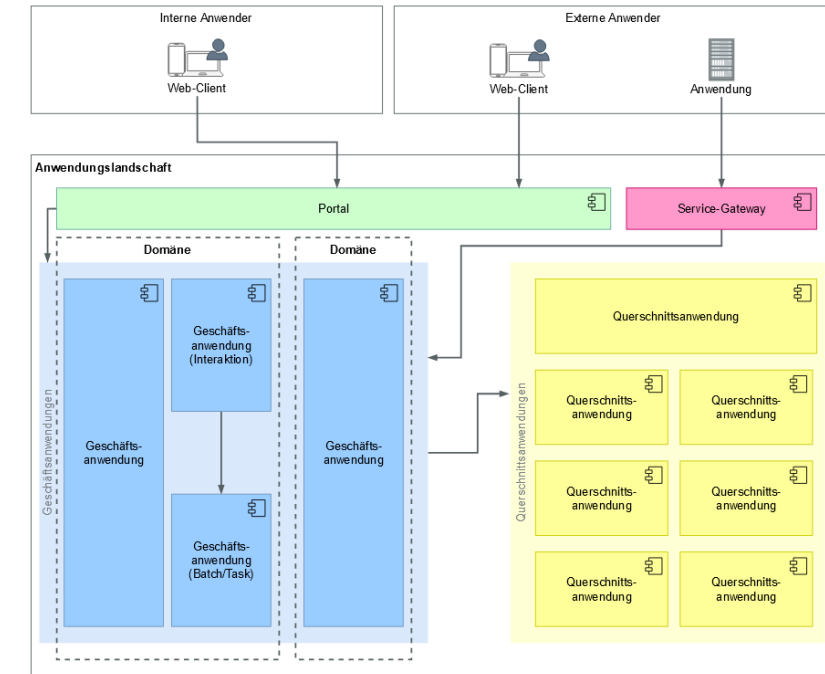 Interne Anwender
Externe Anwender
Web-Client
Web-Client
Anwendung
Anwendungslandschaft
Portal
Service-Gateway
Domäne
Domäne
Geschäftsanwendungen
Geschäfts-
anwendung
Geschäfts-
anwendung
(Interaktion)
Geschäfts-
anwendung
(Batch/Task)
Geschäfts-
anwendung
Querschnittsanwendungen
Querschnittsanwendung
Querschnitts-
anwendung
Querschnitts-
anwendung
Querschnitts-
anwendung
Querschnitts-
anwendung
Querschnitts-
anwendung
Querschnitts-
anwendung